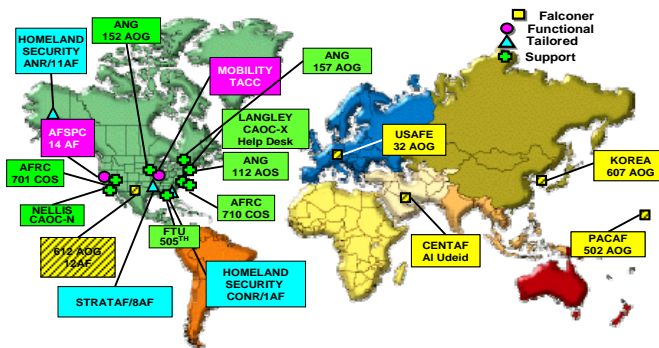 Falconer
Functional
Tailored
Support
ANG
152 AOG
HOMELAND
SECURITY
ANR/11AF
MOBILITY
TACC
ANG
157 AOG
LANGLEY
CAOC-X
Help Desk
USAFE
32 AOG
AFSPC
14 AF
KOREA
607 AOG
AFRC
701 COS
ANG
112 AOS
NELLIS
CAOC-N
AFRC
710 COS
612 AOG
12AF
FTU
505TH
CENTAF
Al Udeid
PACAF
502 AOG
STRATAF/8AF
HOMELAND
SECURITY
CONR/1AF